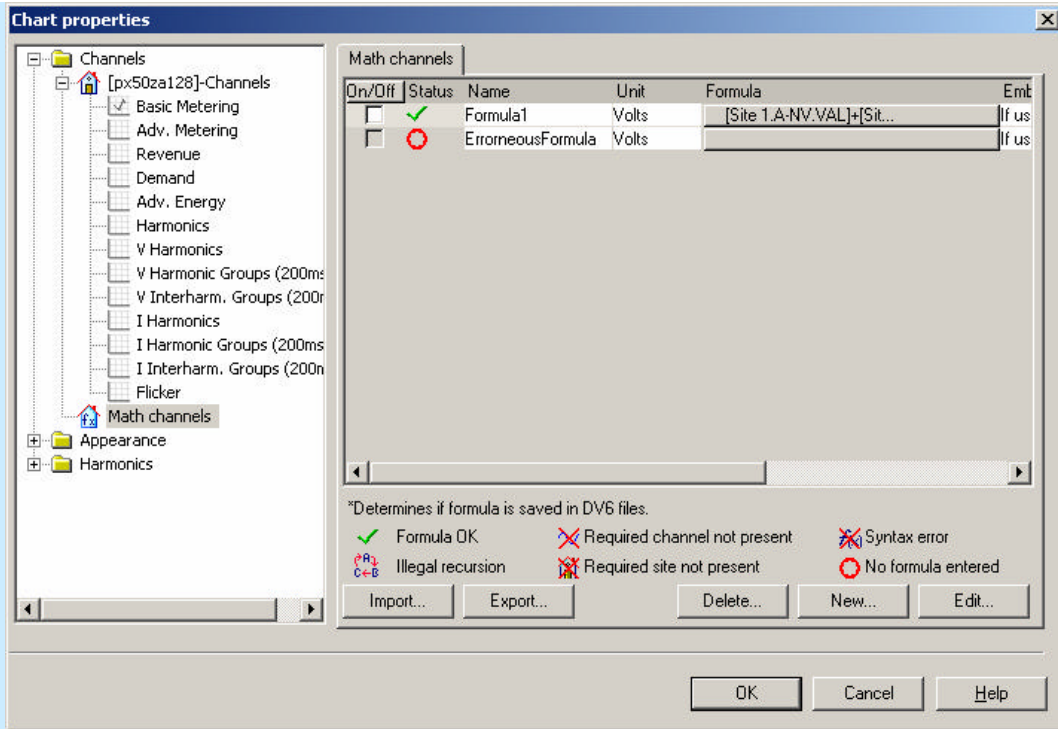 Chart properties
Channels
[px50za128]-Channels
Basic Metering
Adv. Metering
Revenue
Demand
Adv. Energy
Harmonics
V Harmonics
V Harmonic Groups (200ms
V Interharm. Groups (200r
I Harmonics
I Harmonic Groups (200ms
I Interharm. Groups (200n
Flicker
Math channels
Appearance
Harmonics
Math channels
On/Off Status Name Unit Formula Emb
Formula1 Volts [Site 1.A-NV.VAL]+[Sit... If us
ErrorneousFormula Volts If us
*Determines if formula is saved in DV6 files.
Formula OK Required channel not present Syntax error
Illegal recursion Required site not present No formula entered
Import... Export... Delete... New... Edit...
OK Cancel Help